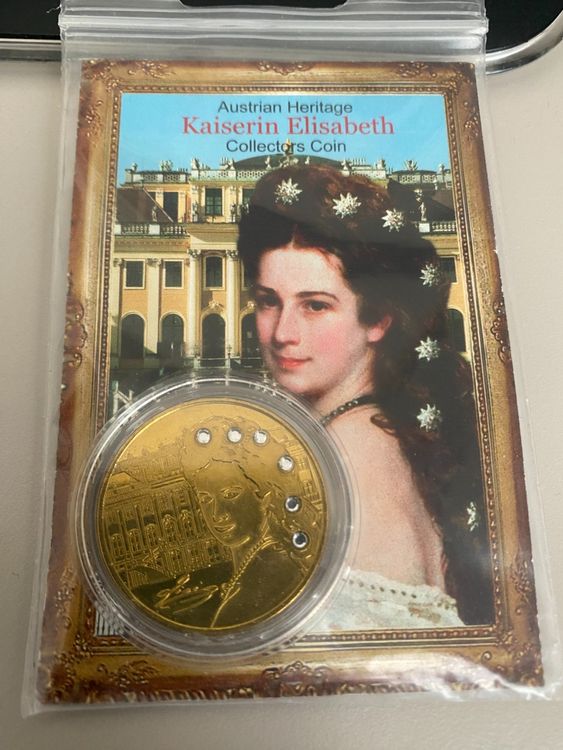 Austrian Heritage
Kaiserin Elisabeth
Collectors Coin